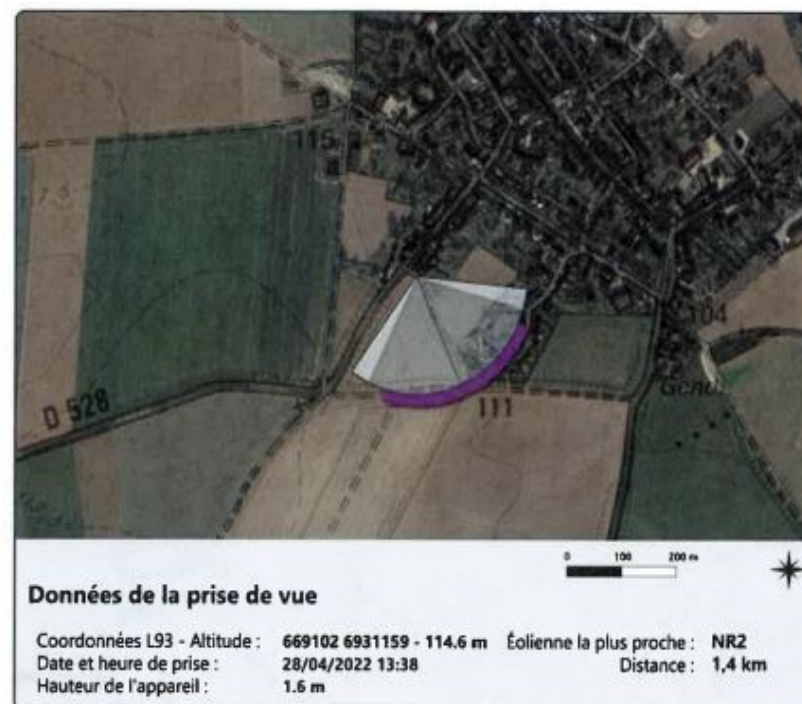 115
D 528
104
111
0 100 200 m
Données de la prise de vue
Coordonnées L93 - Altitude : 669102 6931159 - 114.6 m Éolienne la plus proche : NR2
Date et heure de prise : 28/04/2022 13:38 Distance : 1,4 km
Hauteur de l'appareil : 1.6 m